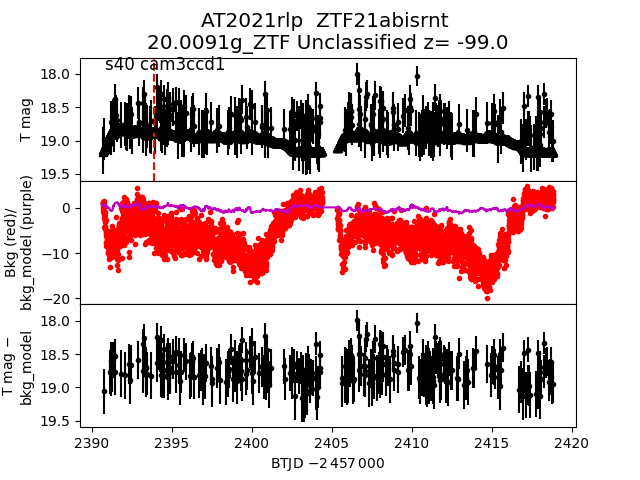 AT2021rlp  ZTF21abisrnt
20.0091g_ZTF Unclassified z= -99.0
s40 cam3ccd1
18.0
18.5
19.0
19.5
T mag
0
−10
−20
Bkg (red)/
bkg_model (purple)
18.0
18.5
19.0
19.5
T mag −
bkg_model
2390
2395
2400
2405
2410
2415
2420
BTJD −2 457 000